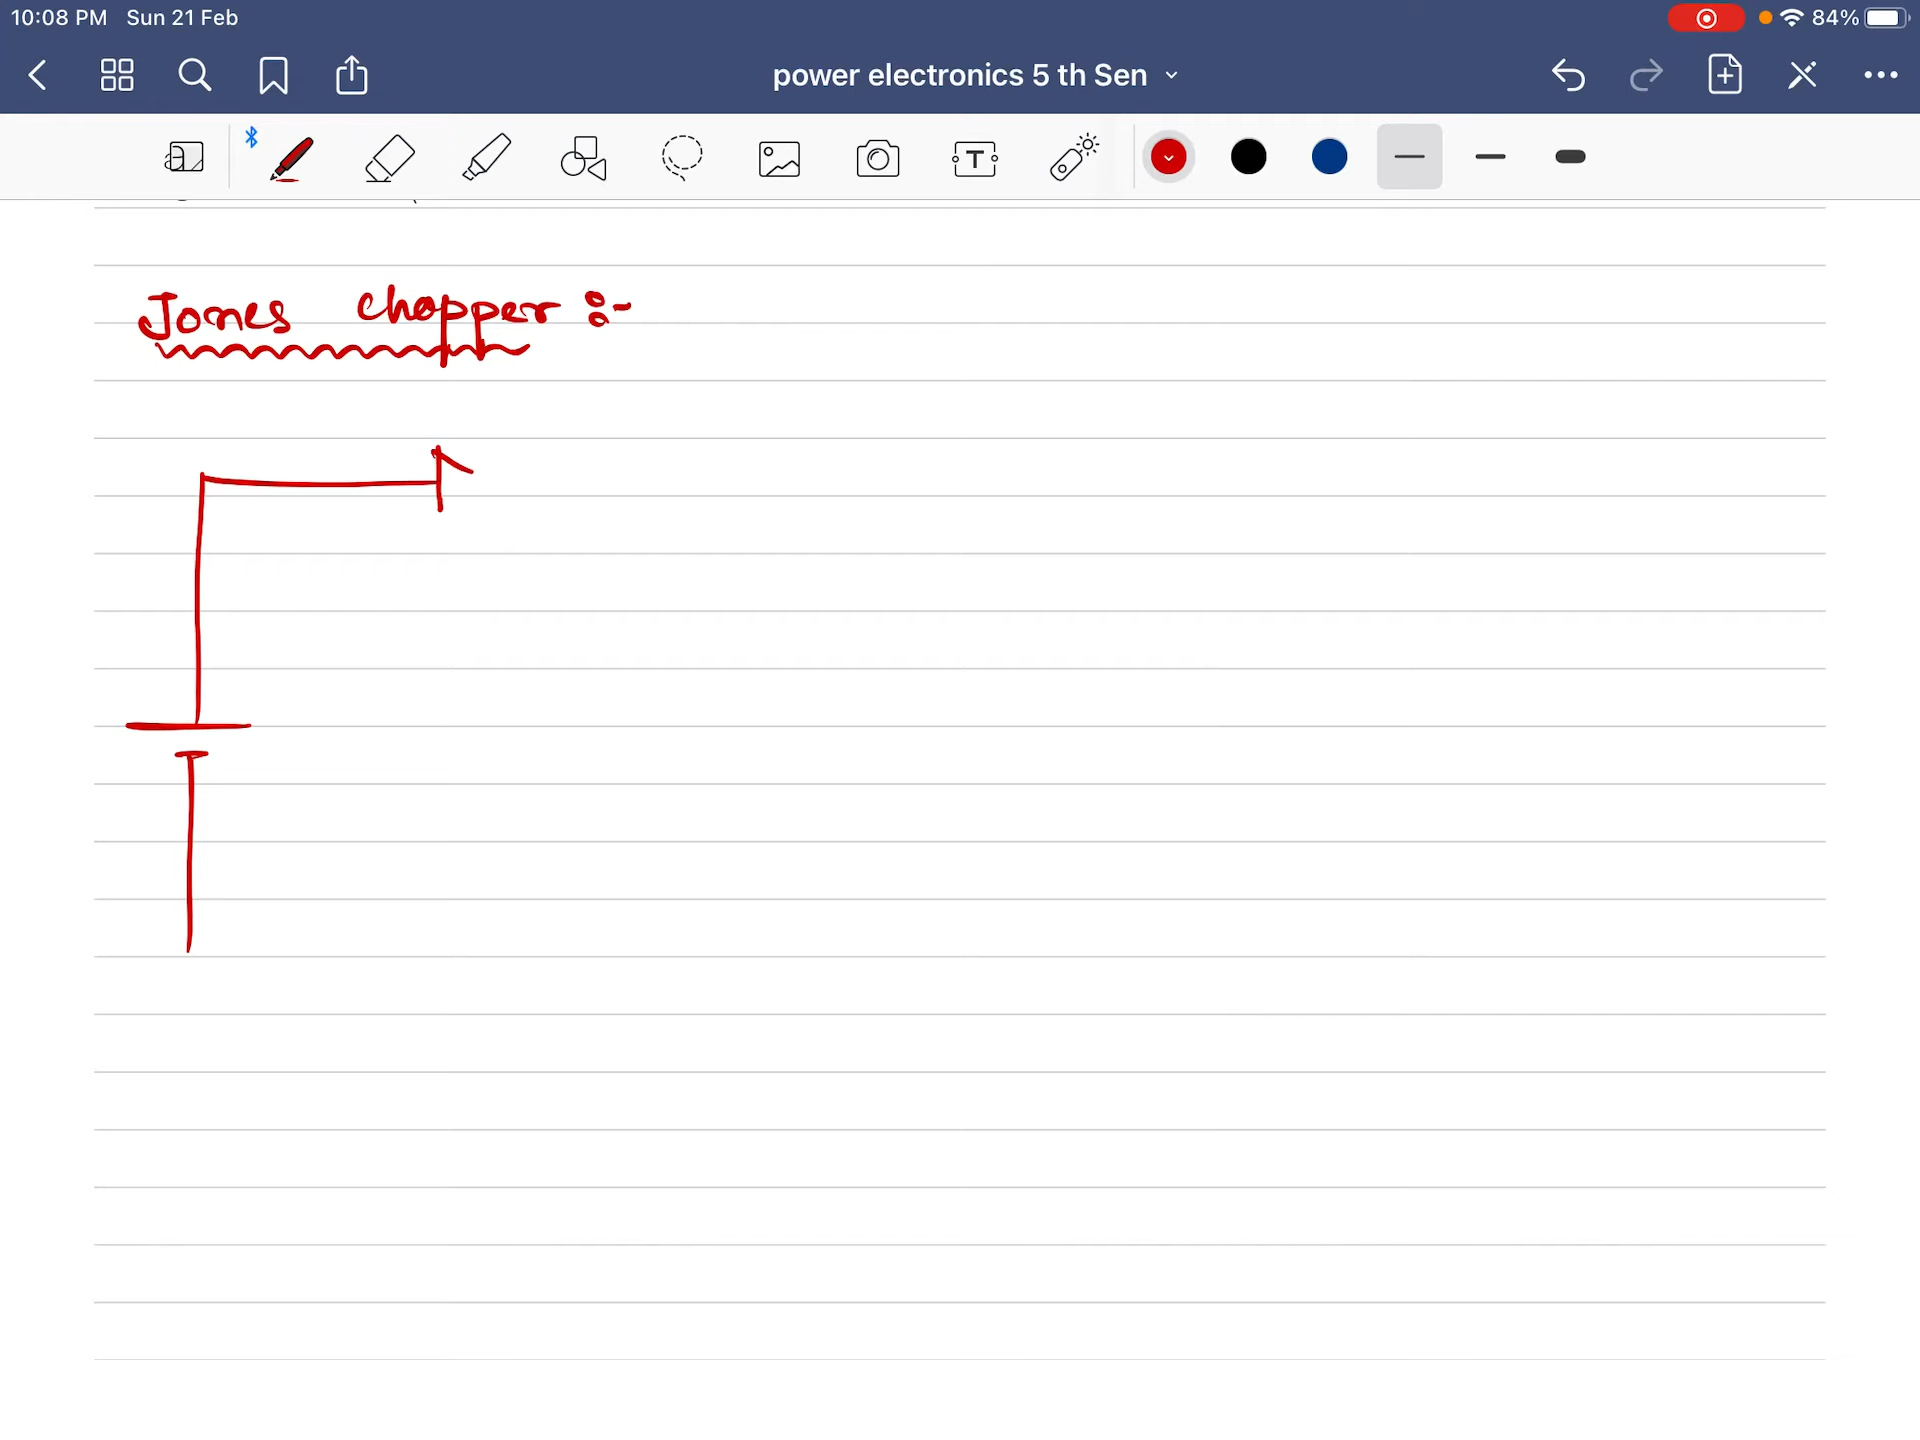 10:08 PM Sun 21 Feb 84%
power electronics 5 th Sen
T
Jones chopper :-